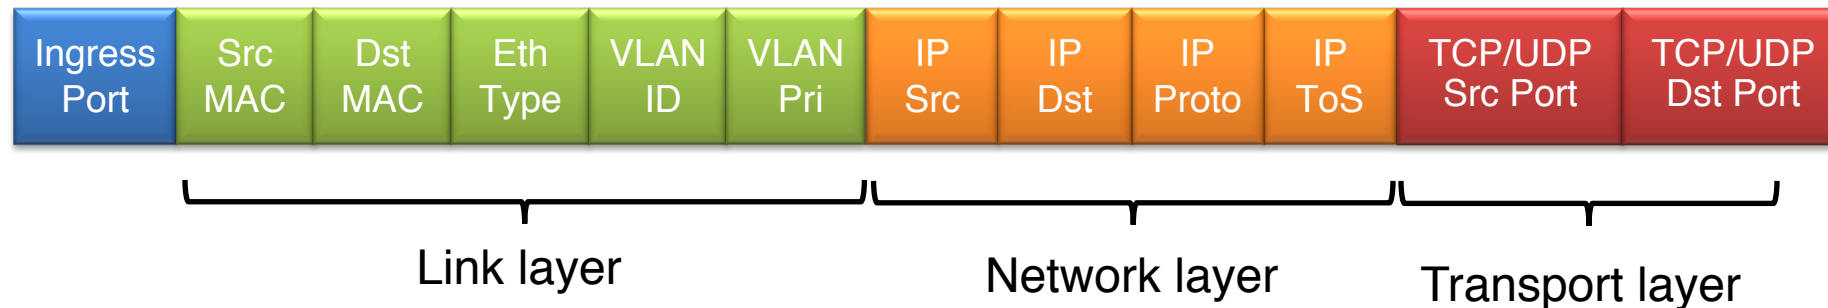 Ingress
Port
Src
MAC
Dst
MAC
Eth
Type
VLAN
ID
VLAN
Pri
IP
Src
IP
Dst
IP
Proto
IP
ToS
TCP/UDP
Src Port
TCP/UDP
Dst Port
Link layer
Network layer
Transport layer